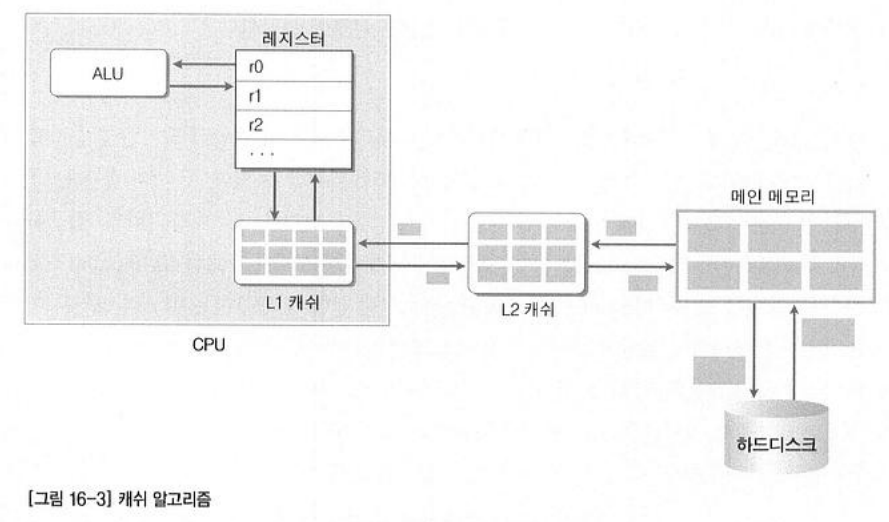 레지스터
ALU
r0
r1
r2
· · ·
메인 메모리
L1 캐쉬
L2 캐쉬
CPU
하드디스크
[그림 16-3] 캐쉬 알고리즘